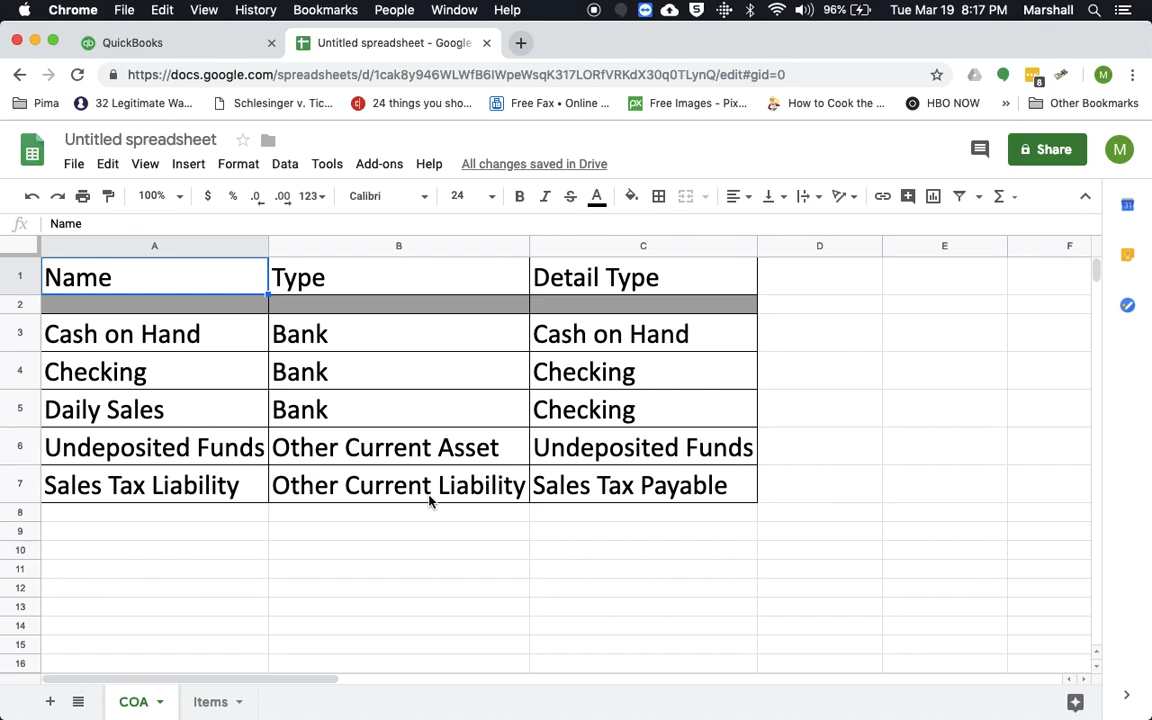 Chrome File Edit View History Bookmarks People Window Help 96% Tue Mar 19 8:17 PM Marshall
QuickBooks × Untitled spreadsheet - Google × +
https://docs.google.com/spreadsheets/d/1cak8y946WLWfB6IWpeWsqK317LORfVRKdX30q0TLynQ/edit#gid=0 8 M
Pima 32 Legitimate Wa... Schlesinger v. Tic... 24 things you sho... Free Fax • Online ... Free Images - Pix... How to Cook the ... HBO NOW » Other Bookmarks
Untitled spreadsheet
Share M
File Edit View Insert Format Data Tools Add-ons Help All changes saved in Drive
100% $ % .0 .00 123 Calibri 24 B I S A Σ
fx Name
A B C D E F
1 Name Type Detail Type
2
3 Cash on Hand Bank Cash on Hand
4 Checking Bank Checking
5 Daily Sales Bank Checking
6 Undeposited Funds Other Current Asset Undeposited Funds
7 Sales Tax Liability Other Current Liability Sales Tax Payable
8
9
10
11
12
13
14
15
16
+ COA Items